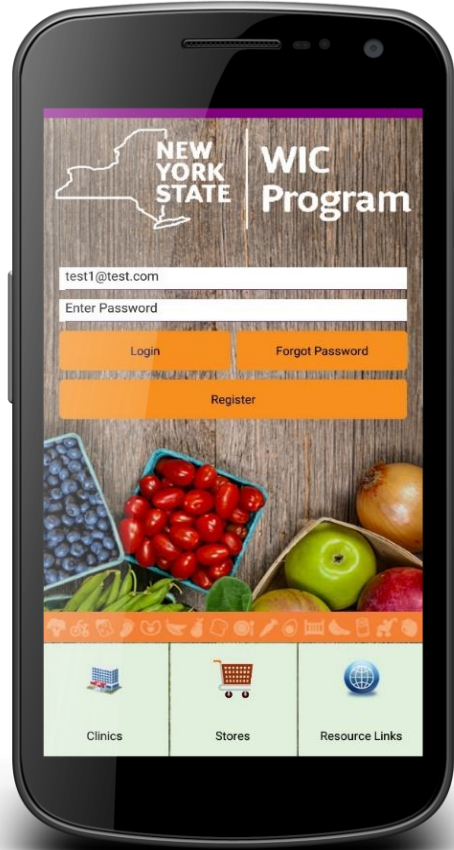 NEW
YORK
STATE
WIC
Program
test1@test.com
Enter Password
Login
Forgot Password
Register
Clinics
Stores
Resource Links